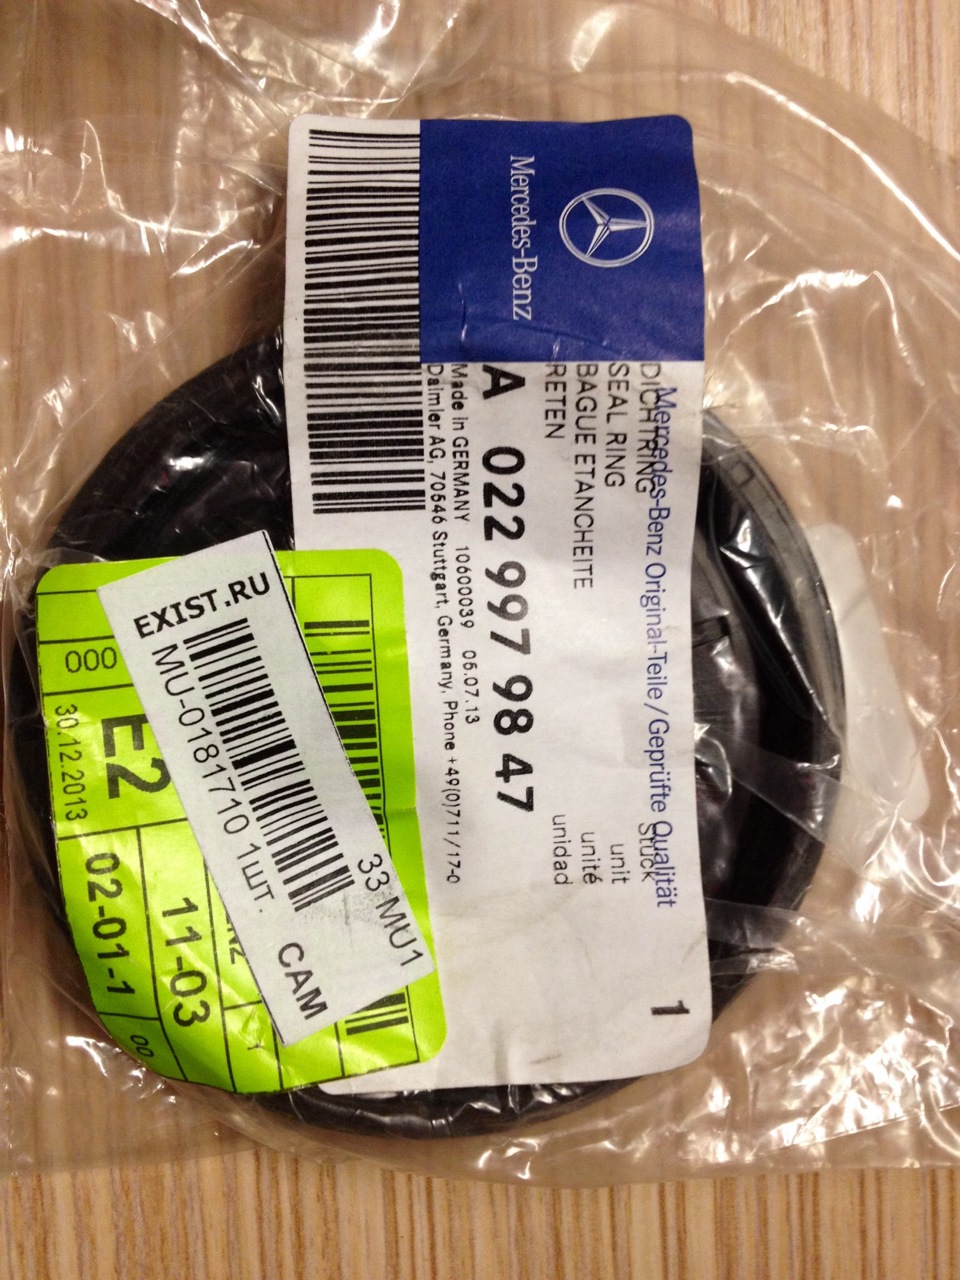 Mercedes-Benz
Mercedes-Benz Original-Teile / Geprüfte Qualität
DICHTRING
SEAL RING
BAGUE ETANCHEITE
RETEN
Stück
unit
unité
unidad
1
A 022 997 98 47
Made in GERMANY 10600039 05.07.13
Daimler AG, 70546 Stuttgart, Germany, Phone +49(0)711/17-0
EXIST.RU
33 MU1
MU-0181710 1шт.
CAM
000
E2
30.12.2013
11-03
02-01-1
00